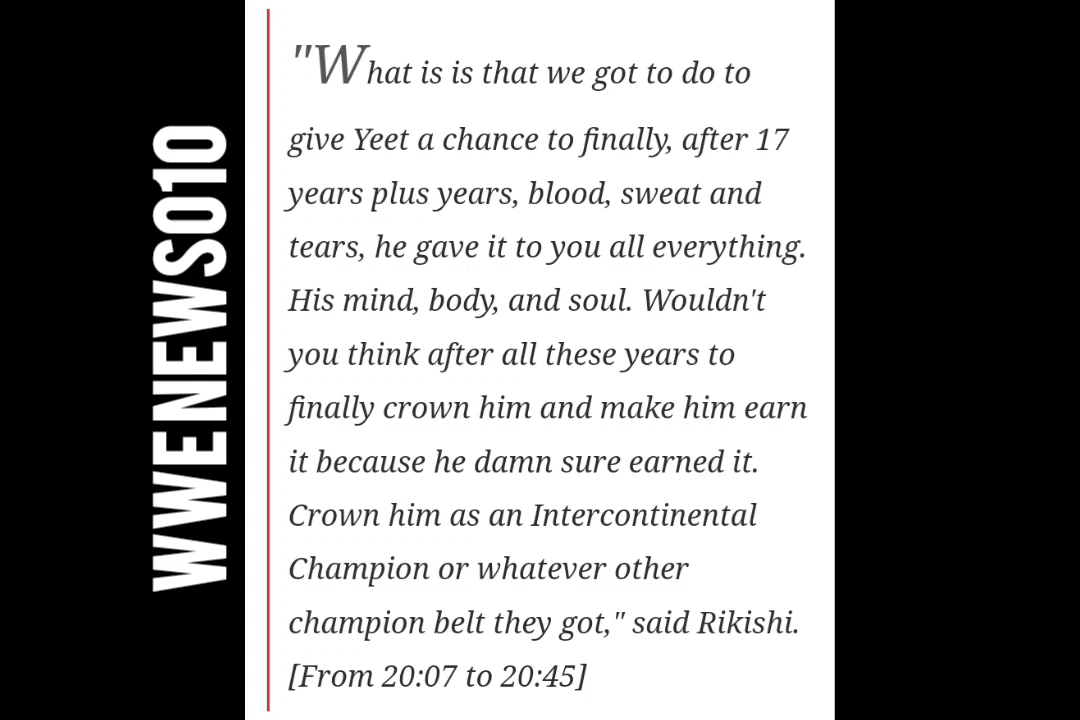 WWENEWS010
"What is is that we got to do to
give Yeet a chance to finally, after 17
years plus years, blood, sweat and
tears, he gave it to you all everything.
His mind, body, and soul. Wouldn't
you think after all these years to
finally crown him and make him earn
it because he damn sure earned it.
Crown him as an Intercontinental
Champion or whatever other
champion belt they got," said Rikishi.
[From 20:07 to 20:45]